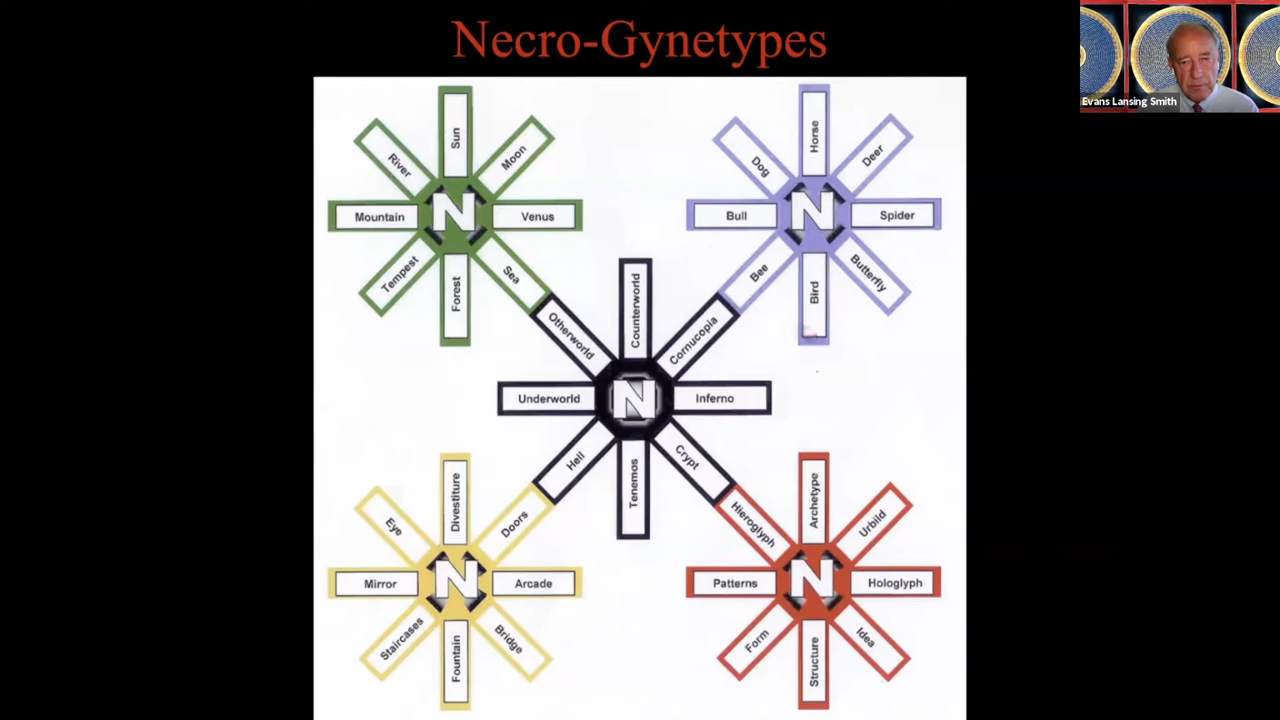 Necro-Gynetypes
Evans Lansing Smith
Sun
Moon
Venus
Sea
Forest
Tempest
Mountain
River
N
Horse
Deer
Spider
Butterfly
Bird
Bee
Bull
Dog
N
Counterworld
Cornucopia
Inferno
Crypt
Tenemos
Hell
Underworld
Otherworld
N
Divestiture
Doors
Arcade
Bridge
Fountain
Staircases
Mirror
Eye
N
Archetype
Urbild
Hologlyph
Idea
Structure
Form
Patterns
Hieroglyph
N